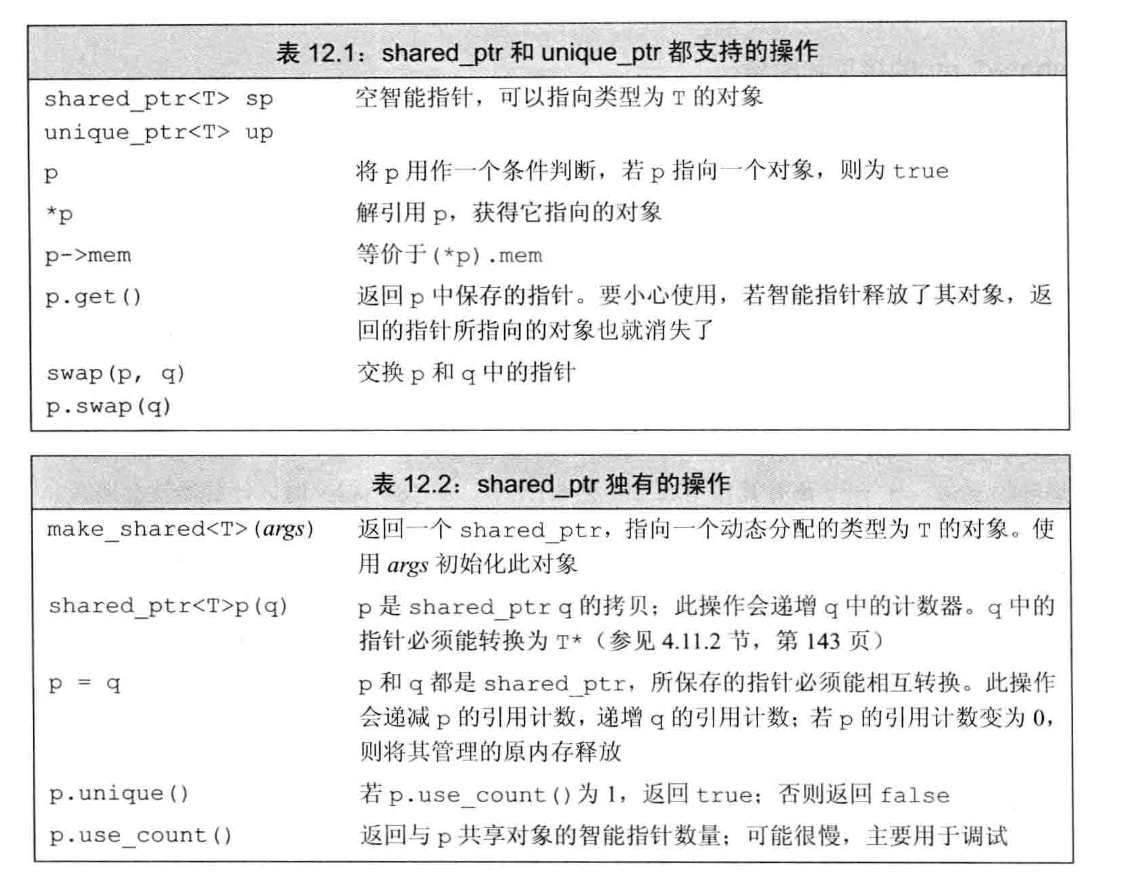 表 12.1：shared_ptr 和 unique_ptr 都支持的操作
shared_ptr<T> sp 空智能指针，可以指向类型为 T 的对象
unique_ptr<T> up
p 将 p 用作一个条件判断，若 p 指向一个对象，则为 true
*p 解引用 p，获得它指向的对象
p->mem 等价于(*p).mem
p.get() 返回 p 中保存的指针。要小心使用，若智能指针释放了其对象，返
回的指针所指向的对象也就消失了
swap(p, q) 交换 p 和 q 中的指针
p.swap(q)
表 12.2：shared_ptr 独有的操作
make_shared<T>(args) 返回一个 shared_ptr，指向一个动态分配的类型为 T 的对象。使
用 args 初始化此对象
shared_ptr<T>p(q) p 是 shared_ptr q 的拷贝；此操作会递增 q 中的计数器。q 中的
指针必须能转换为 T*（参见 4.11.2 节，第 143 页）
p = q p 和 q 都是 shared_ptr，所保存的指针必须能相互转换。此操作
会递减 p 的引用计数，递增 q 的引用计数；若 p 的引用计数变为 0，
则将其管理的原内存释放
p.unique() 若 p.use_count()为 1，返回 true；否则返回 false
p.use_count() 返回与 p 共享对象的智能指针数量；可能很慢，主要用于调试